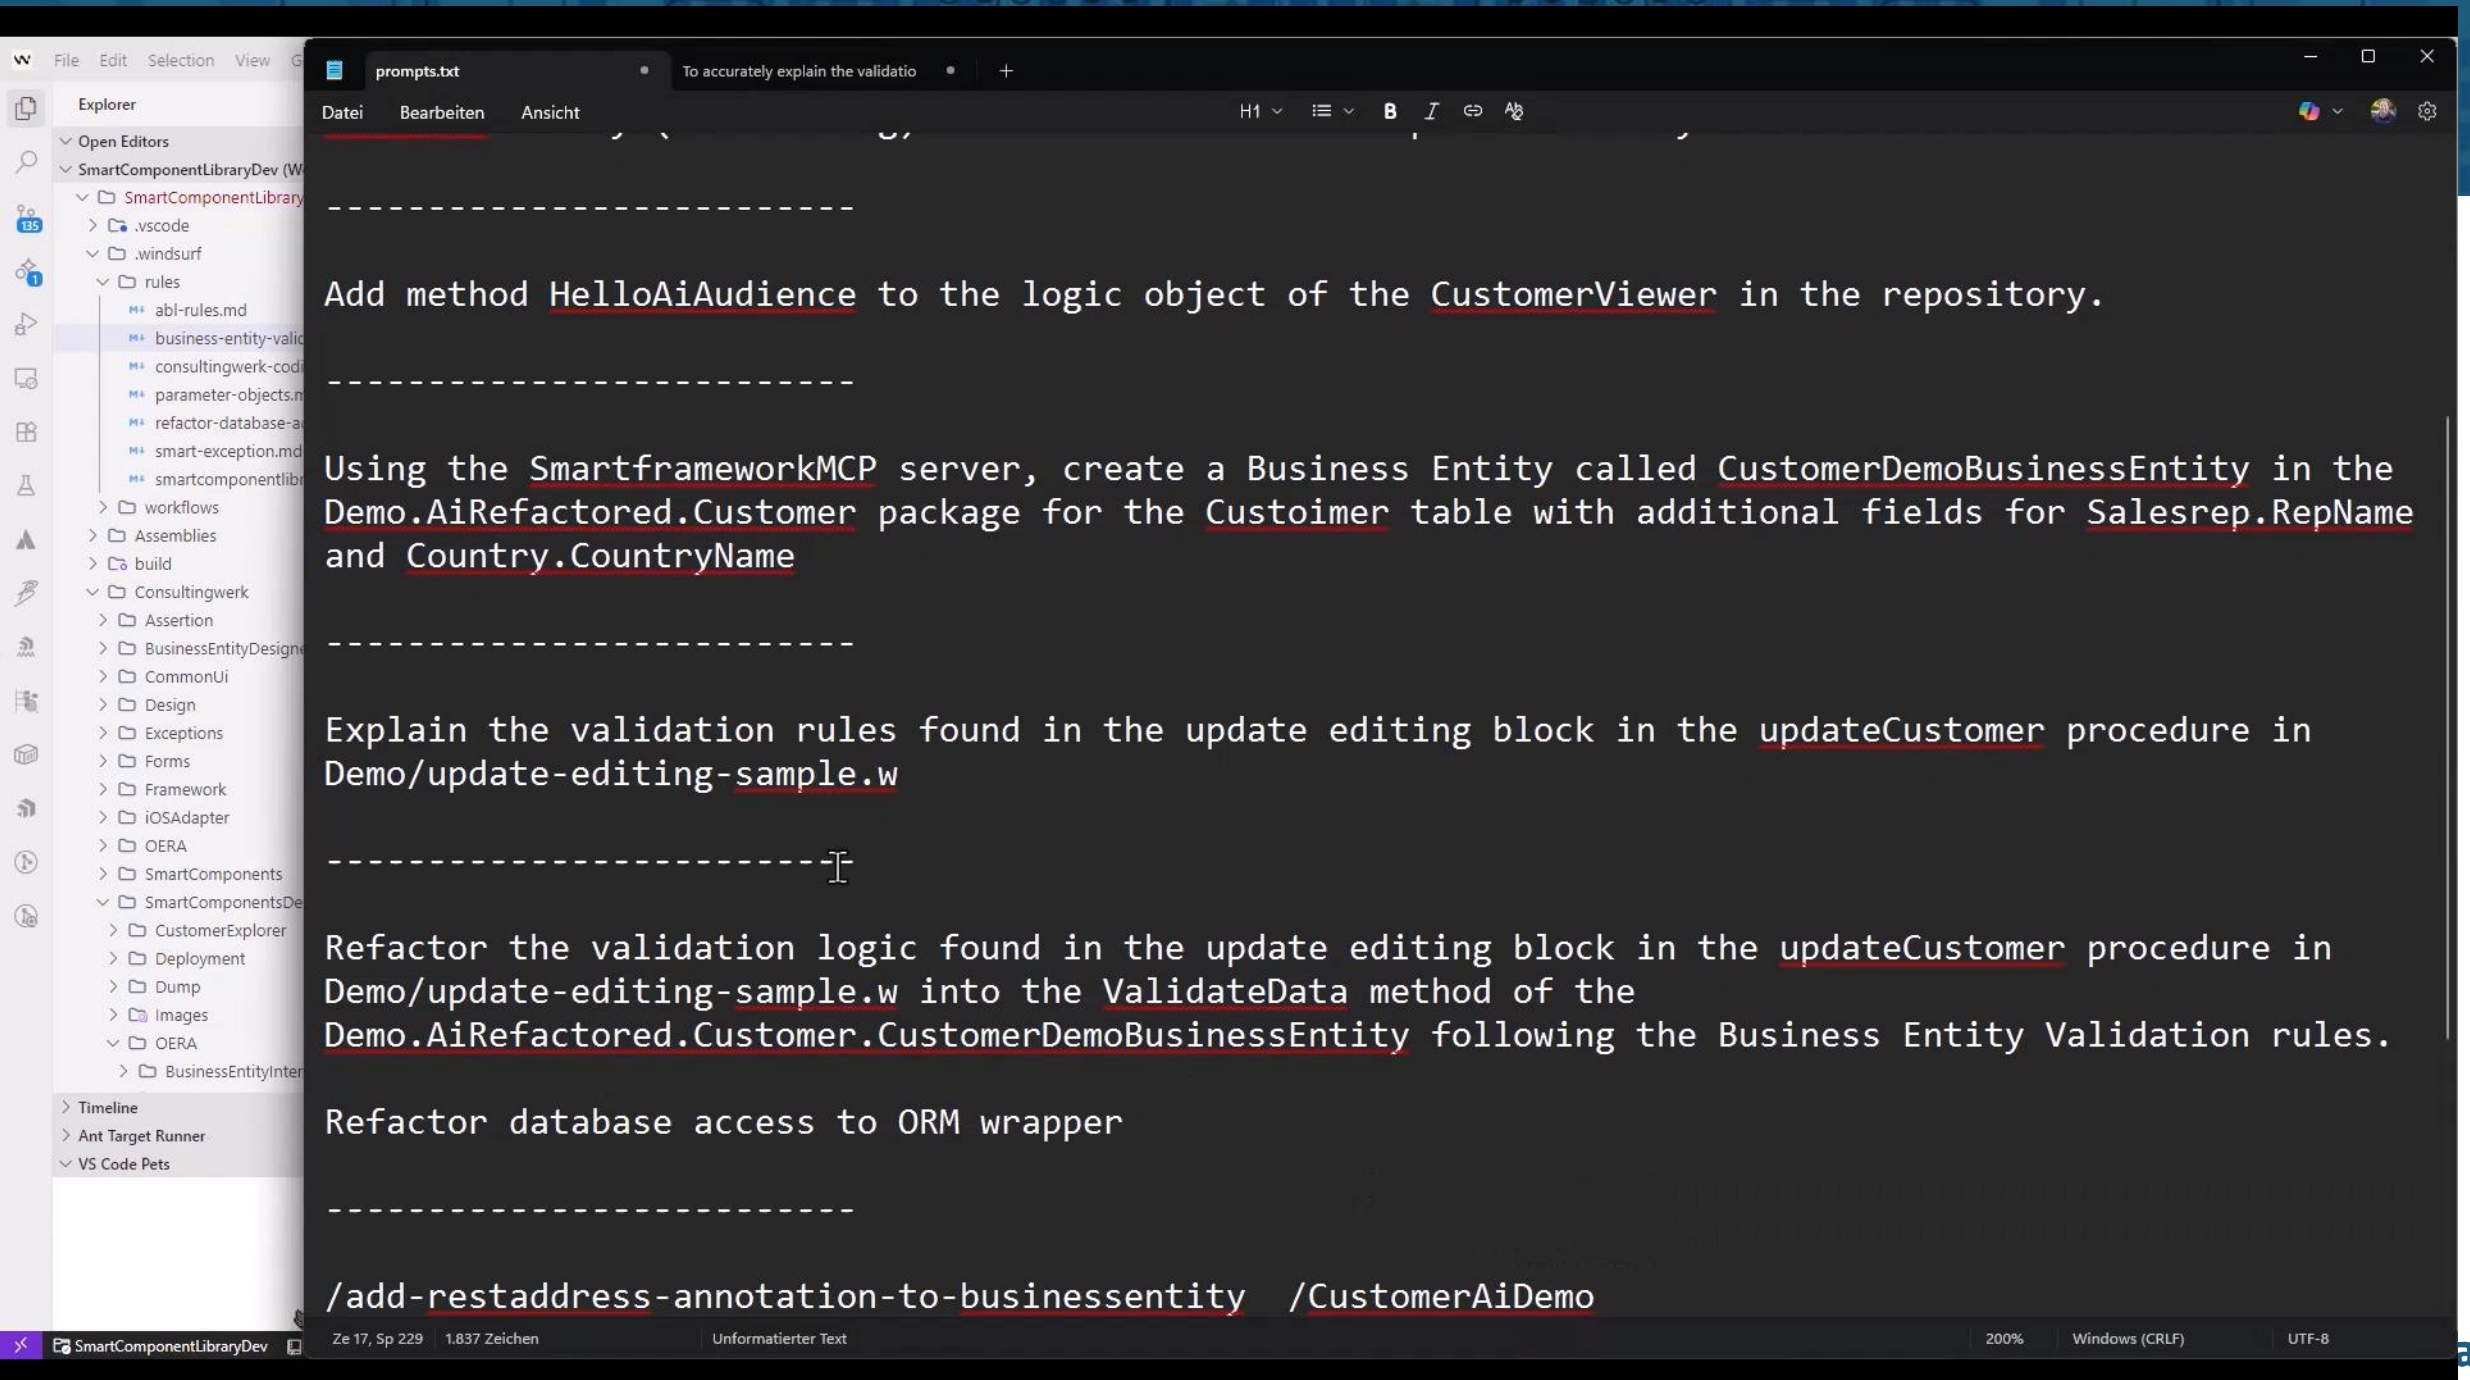 File Edit Selection View
Explorer
Open Editors
SmartComponentLibraryDev (W
SmartComponentLibrary
.vscode
.windsurf
rules
abl-rules.md
business-entity-valid
consultingwerk-codi
parameter-objects.m
refactor-database-a
smart-exception.md
smartcomponentlibr
workflows
Assemblies
build
Consultingwerk
Assertion
BusinessEntityDesigne
CommonUi
Design
Exceptions
Forms
Framework
iOSAdapter
OERA
SmartComponents
SmartComponentsDe
CustomerExplorer
Deployment
Dump
Images
OERA
BusinessEntityInter
Timeline
Ant Target Runner
VS Code Pets
135
1
SmartComponentLibraryDev
prompts.txt
To accurately explain the validatio
Datei Bearbeiten Ansicht
H1 B I
--------------------------
Add method HelloAiAudience to the logic object of the CustomerViewer in the repository.
--------------------------
Using the SmartframeworkMCP server, create a Business Entity called CustomerDemoBusinessEntity in the
Demo.AiRefactored.Customer package for the Custoimer table with additional fields for Salesrep.RepName
and Country.CountryName
--------------------------
Explain the validation rules found in the update editing block in the updateCustomer procedure in
Demo/update-editing-sample.w
--------------------------
Refactor the validation logic found in the update editing block in the updateCustomer procedure in
Demo/update-editing-sample.w into the ValidateData method of the
Demo.AiRefactored.Customer.CustomerDemoBusinessEntity following the Business Entity Validation rules.
Refactor database access to ORM wrapper
--------------------------
/add-restaddress-annotation-to-businessentity /CustomerAiDemo
Ze 17, Sp 229 1.837 Zeichen Unformatierter Text 200% Windows (CRLF) UTF-8